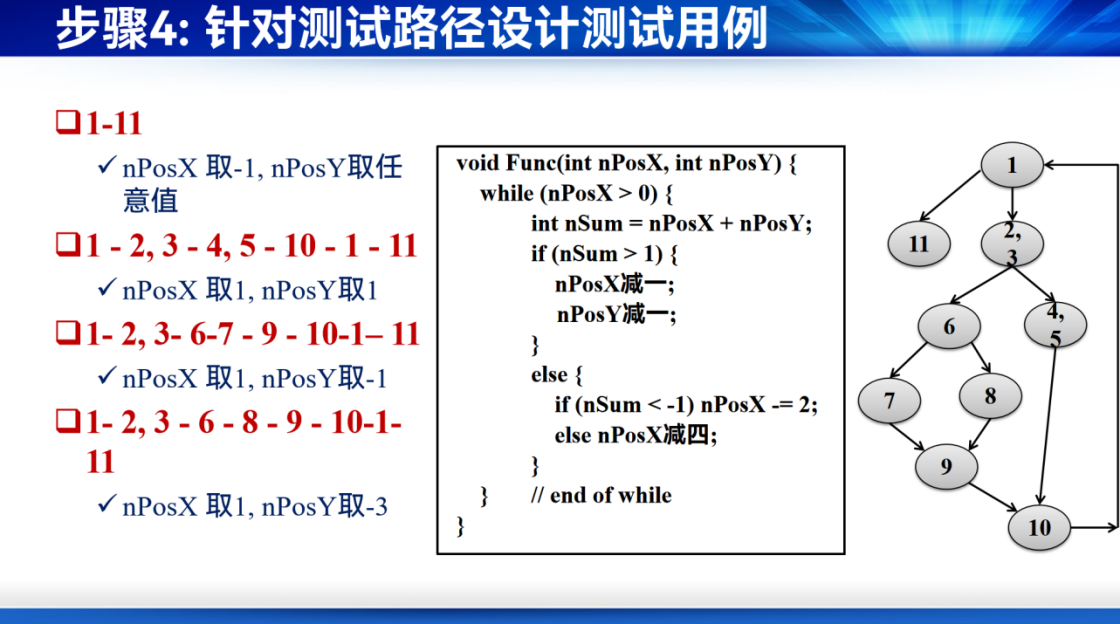 步骤4: 针对测试路径设计测试用例
❑1-11
✓nPosX 取-1, nPosY取任
意值
❑1 - 2, 3 - 4, 5 - 10 - 1 - 11
✓nPosX 取1, nPosY取1
❑1- 2, 3- 6-7 - 9 - 10-1– 11
✓nPosX 取1, nPosY取-1
❑1- 2, 3 - 6 - 8 - 9 - 10-1-
11
✓nPosX 取1, nPosY取-3
void Func(int nPosX, int nPosY) {
while (nPosX > 0) {
int nSum = nPosX + nPosY;
if (nSum > 1) {
nPosX减一;
nPosY减一;
}
else {
if (nSum < -1) nPosX -= 2;
else nPosX减四;
}
} // end of while
}
1
11
2,
3
6
4,
5
7
8
9
10